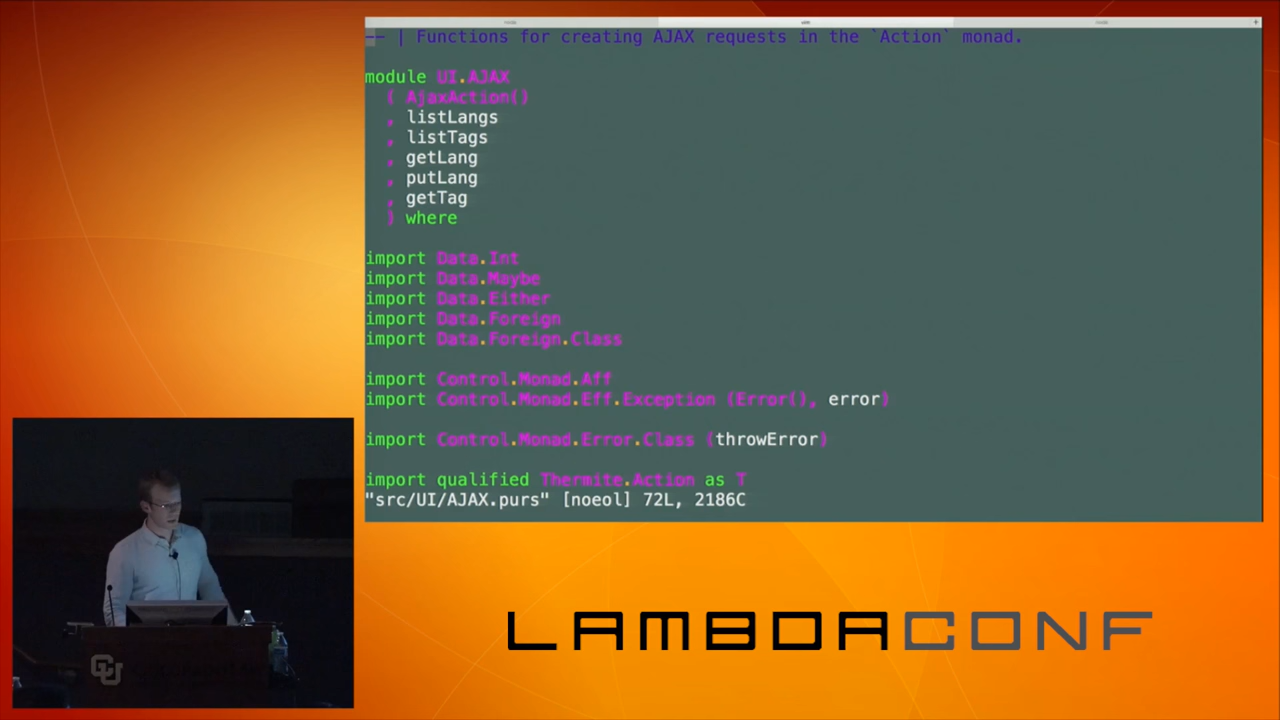 -- | Functions for creating AJAX requests in the `Action` monad.
module UI.AJAX
( AjaxAction()
, listLangs
, listTags
, getLang
, putLang
, getTag
) where
import Data.Int
import Data.Maybe
import Data.Either
import Data.Foreign
import Data.Foreign.Class
import Control.Monad.Aff
import Control.Monad.Eff.Exception (Error(), error)
import Control.Monad.Error.Class (throwError)
import qualified Thermite.Action as T
"src/UI/AJAX.purs" [noeol] 72L, 2186C
LAMBDACONF
CU